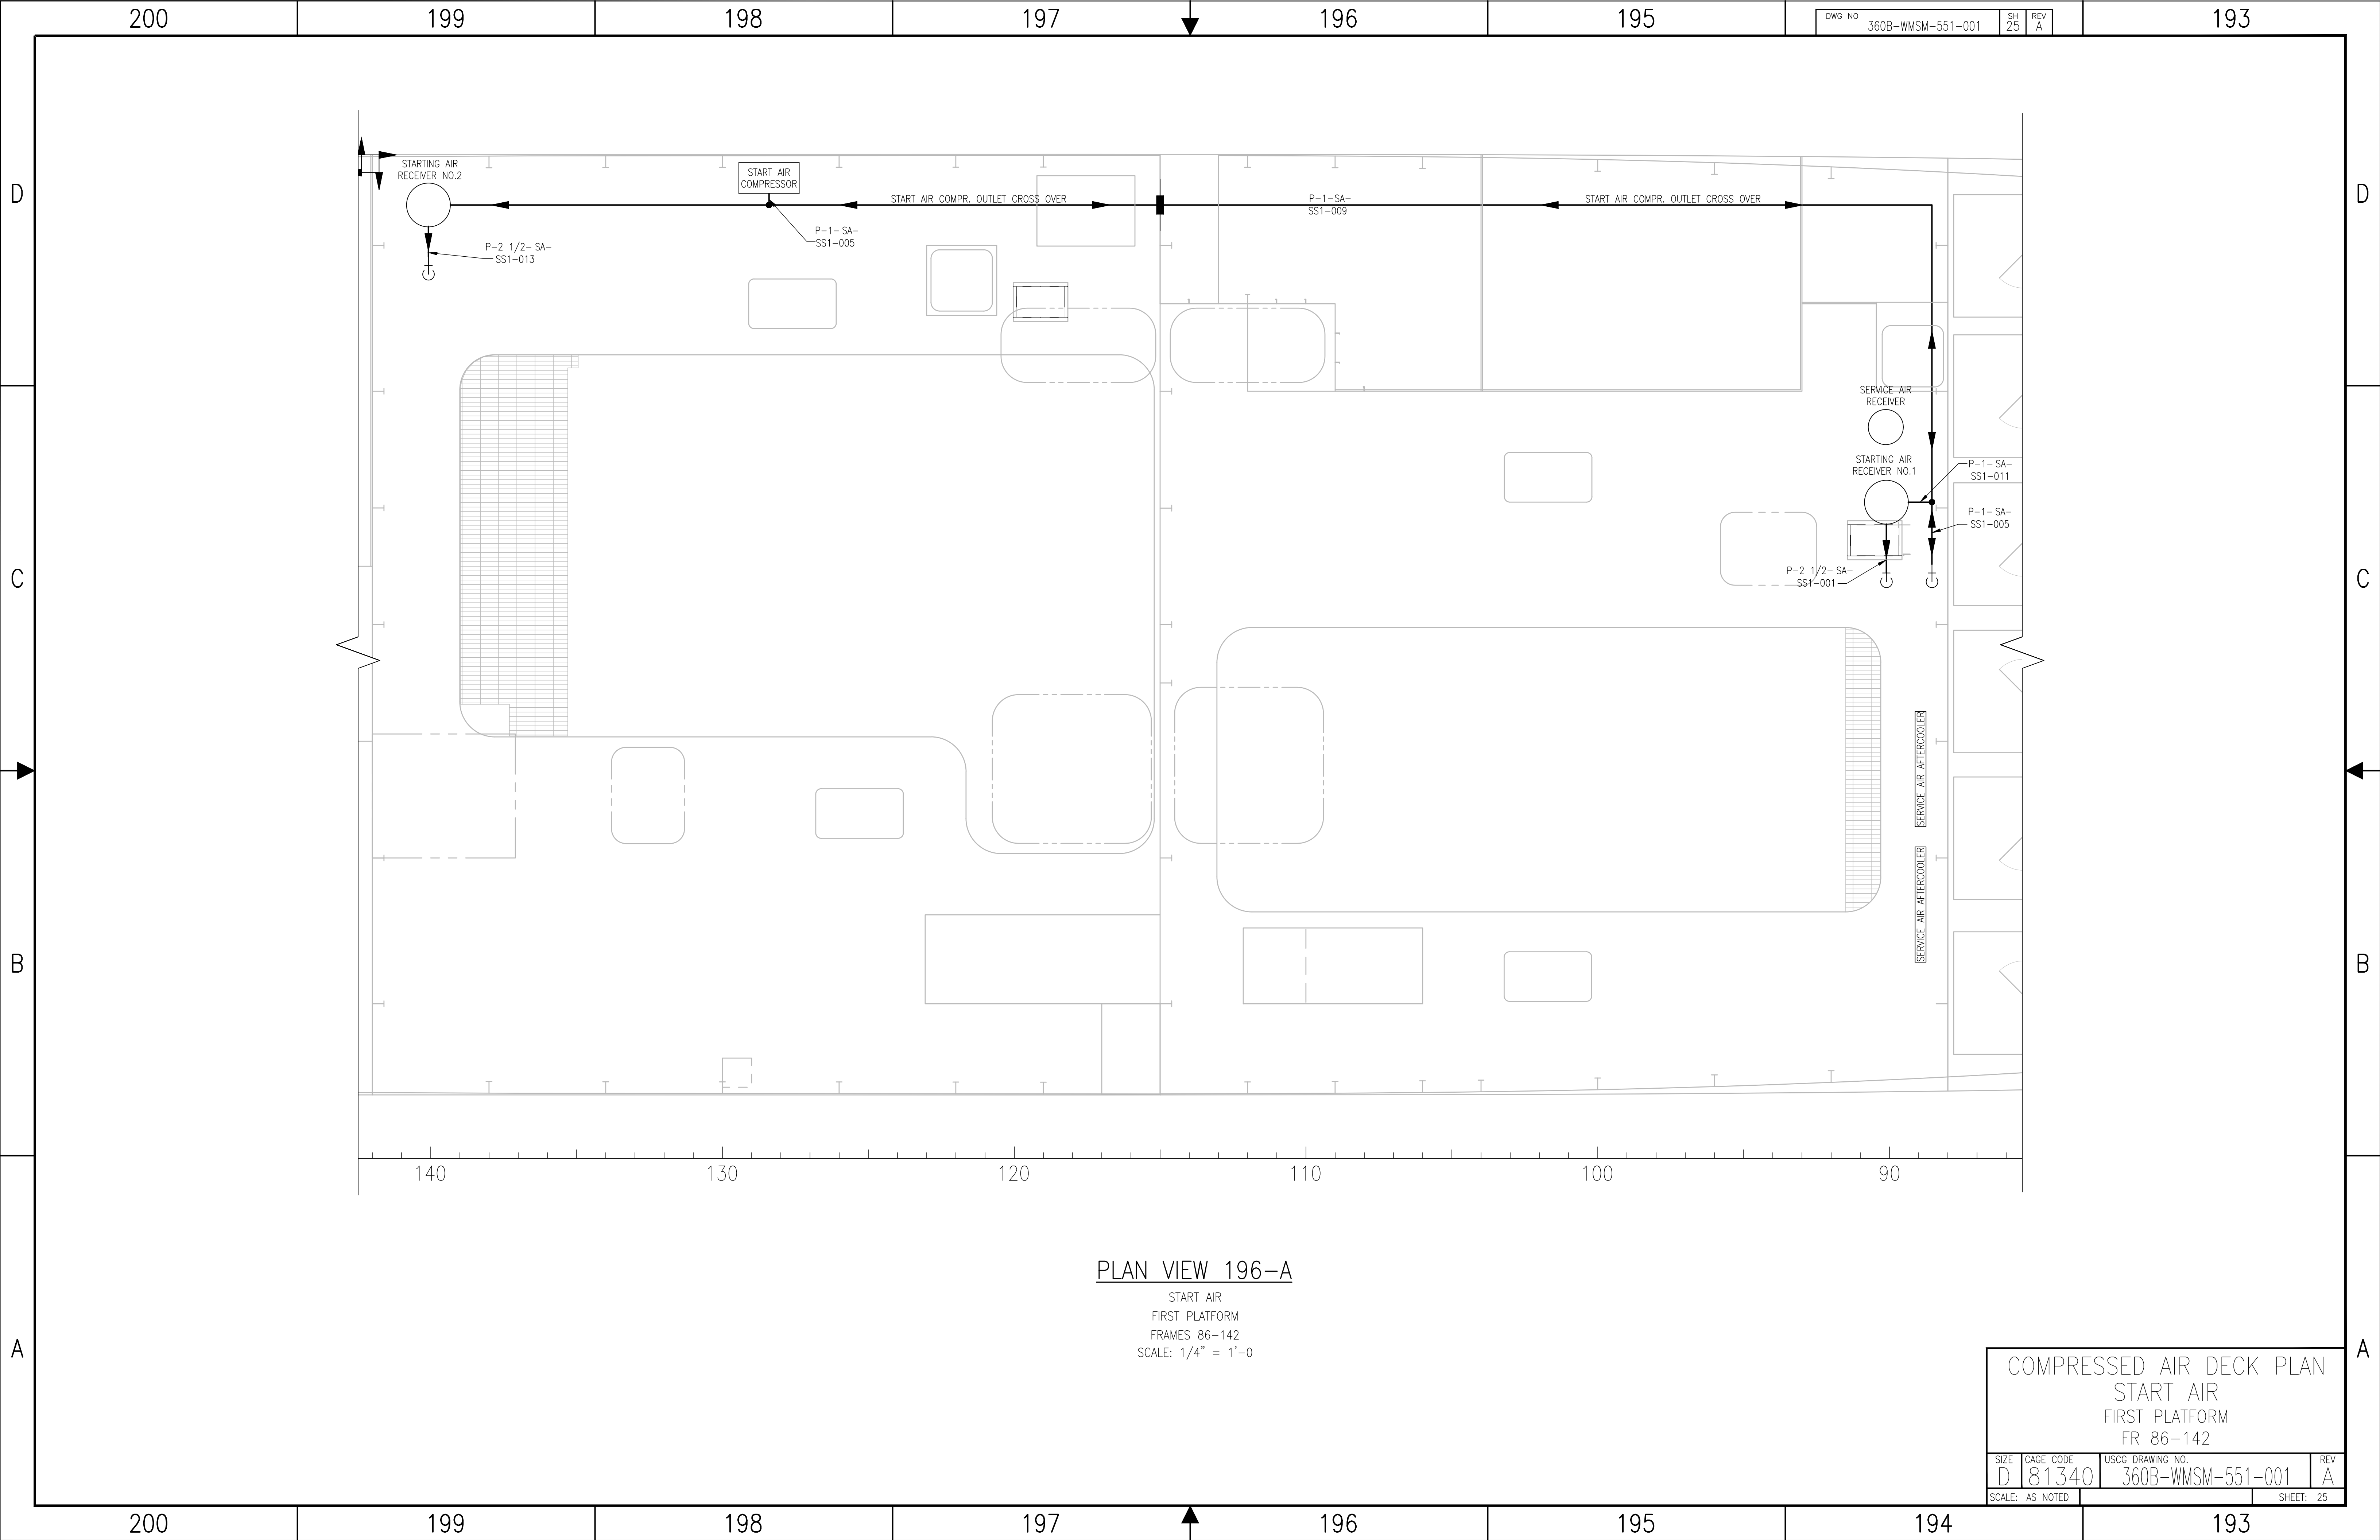 200 199 198 197 196 195 193
DWG NO
360B-WMSM-551-001
SH
25
REV
A
D
D
STARTING AIR
RECEIVER NO.2
START AIR
COMPRESSOR
START AIR COMPR. OUTLET CROSS OVER
P-1-SA-
SS1-009
START AIR COMPR. OUTLET CROSS OVER
P-1-SA-
SS1-005
P-2 1/2-SA-
SS1-013
SERVICE AIR
RECEIVER
STARTING AIR
RECEIVER NO.1
P-1-SA-
SS1-011
P-1-SA-
SS1-005
P-2 1/2-SA-
SS1-001
C
C
SERVICE AIR AFTERCOOLER
SERVICE AIR AFTERCOOLER
B
B
140 130 120 110 100 90
PLAN VIEW 196-A
START AIR
FIRST PLATFORM
FRAMES 86-142
SCALE: 1/4" = 1'-0
A
A
COMPRESSED AIR DECK PLAN
START AIR
FIRST PLATFORM
FR 86-142
SIZE
D
CAGE CODE
81340
USCG DRAWING NO.
360B-WMSM-551-001
REV
A
SCALE: AS NOTED
SHEET: 25
200 199 198 197 196 195 194 193